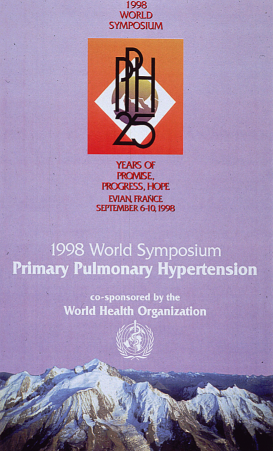 1998
WORLD
SYMPOSIUM
PPH
25
YEARS OF
PROMISE,
PROGRESS, HOPE
EVIAN, FRANCE
SEPTEMBER 6-10, 1998
1998 World Symposium
Primary Pulmonary Hypertension
co-sponsored by the
World Health Organization